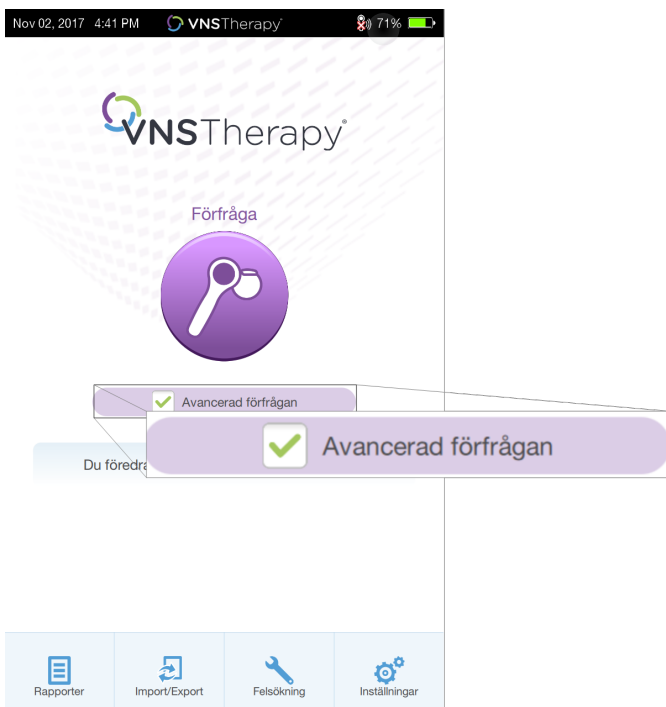 Nov 02, 2017 4:41 PM VNSTherapy 71%
VNSTherapy
Förfråga
Avancerad förfrågan
Avancerad förfrågan
Du
Rapporter Import/Export Felsökning Inställningar